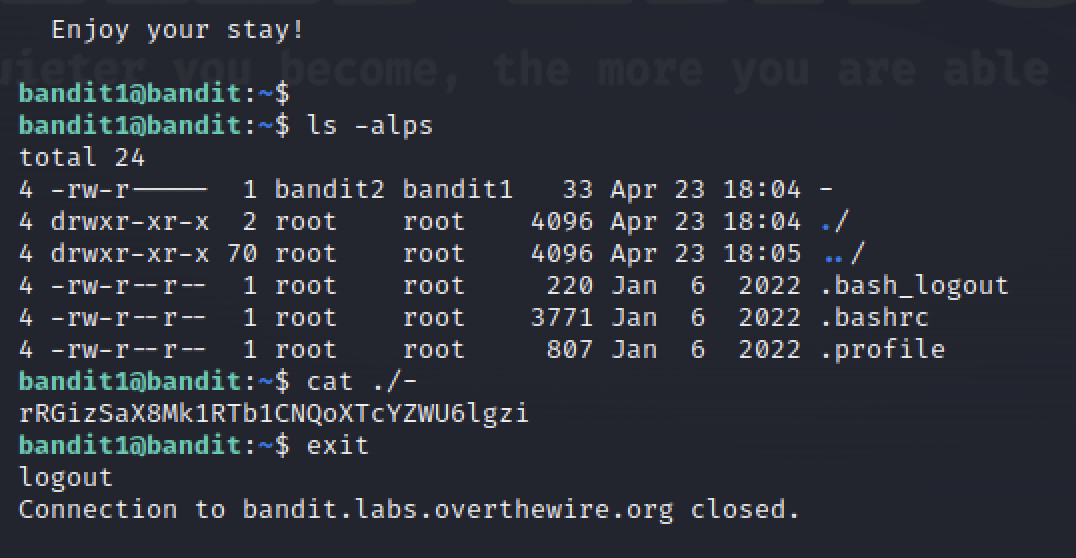 Enjoy your stay!
uieter you become, the more you are able
bandit1@bandit:~$
bandit1@bandit:~$ ls -alps
total 24
4 -rw-r----- 1 bandit2 bandit1 33 Apr 23 18:04 -
4 drwxr-xr-x 2 root root 4096 Apr 23 18:04 ./
4 drwxr-xr-x 70 root root 4096 Apr 23 18:05 ../
4 -rw-r--r-- 1 root root 220 Jan 6 2022 .bash_logout
4 -rw-r--r-- 1 root root 3771 Jan 6 2022 .bashrc
4 -rw-r--r-- 1 root root 807 Jan 6 2022 .profile
bandit1@bandit:~$ cat ./-
rRGizSaX8Mk1RTb1CNQoXTcYZWU6lgzi
bandit1@bandit:~$ exit
logout
Connection to bandit.labs.overthewire.org closed.